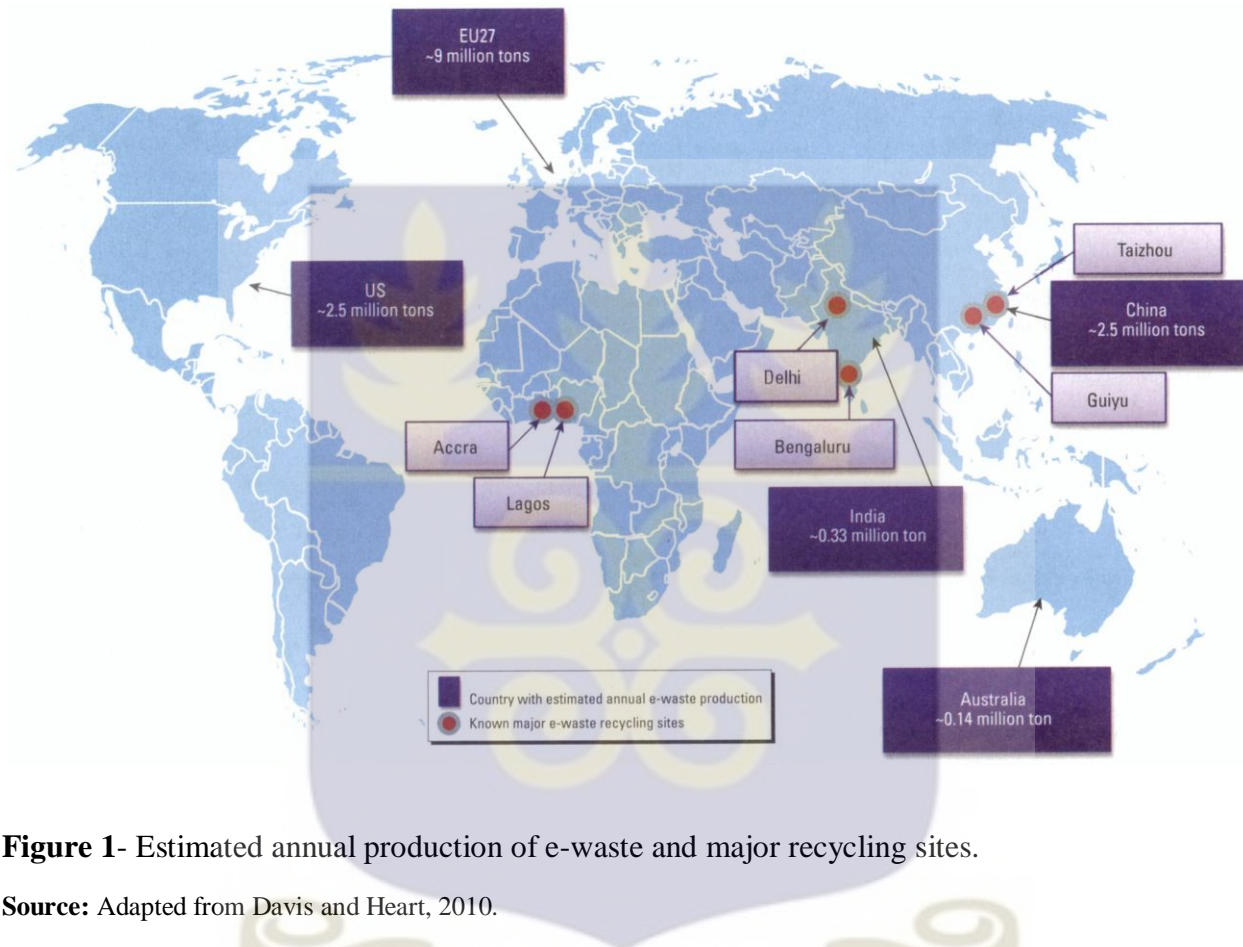 EU27
~9 million tons
US
~2.5 million tons
Taizhou
China
~2.5 million tons
Guiyu
Delhi
Bengaluru
Accra
Lagos
India
~0.33 million ton
Australia
~0.14 million ton
Country with estimated annual e-waste production
Known major e-waste recycling sites
Figure 1- Estimated annual production of e-waste and major recycling sites.
Source: Adapted from Davis and Heart, 2010.